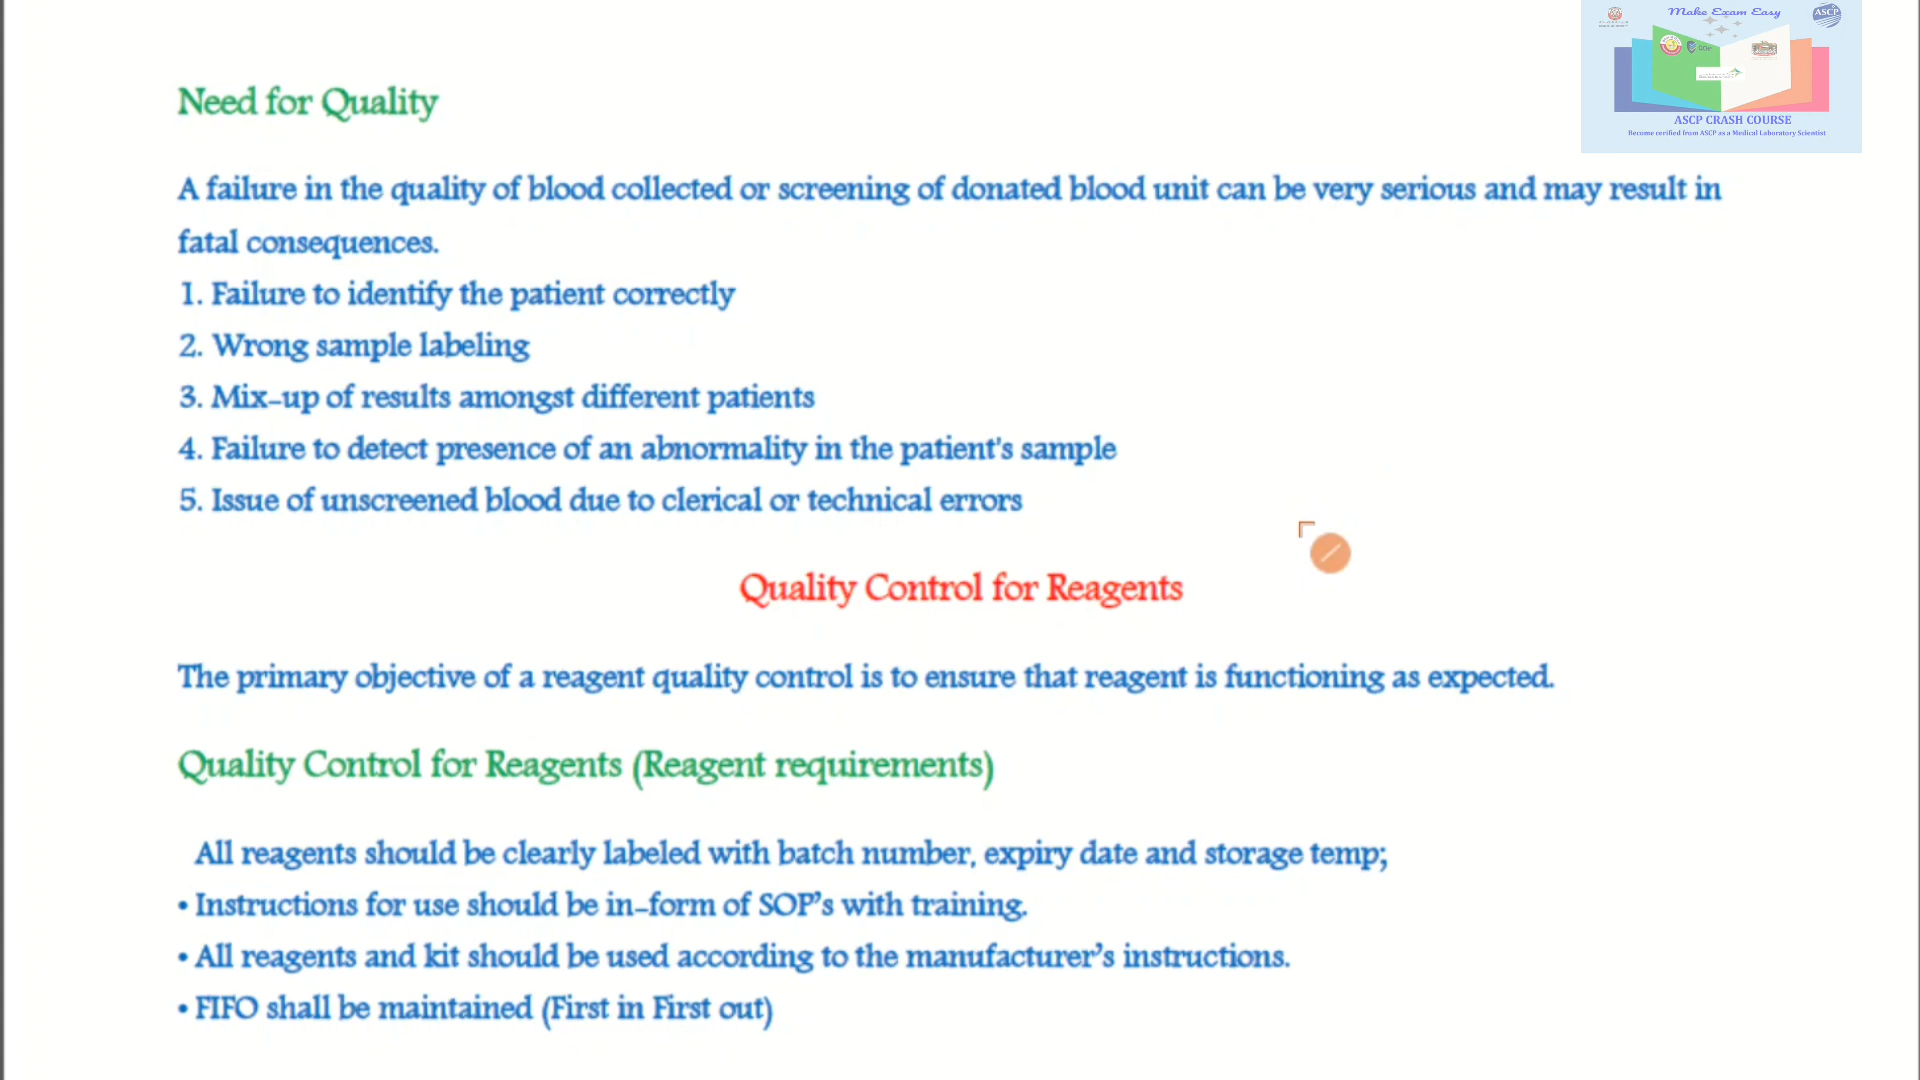 Make Exam Easy
ASCP
ASCP CRASH COURSE
Become cerified from ASCP as a Medical Laboratory Scientist
Need for Quality
A failure in the quality of blood collected or screening of donated blood unit can be very serious and may result in
fatal consequences.
1. Failure to identify the patient correctly
2. Wrong sample labeling
3. Mix-up of results amongst different patients
4. Failure to detect presence of an abnormality in the patient's sample
5. Issue of unscreened blood due to clerical or technical errors
Quality Control for Reagents
The primary objective of a reagent quality control is to ensure that reagent is functioning as expected.
Quality Control for Reagents (Reagent requirements)
All reagents should be clearly labeled with batch number, expiry date and storage temp;
• Instructions for use should be in-form of SOP's with training.
• All reagents and kit should be used according to the manufacturer's instructions.
• FIFO shall be maintained (First in First out)